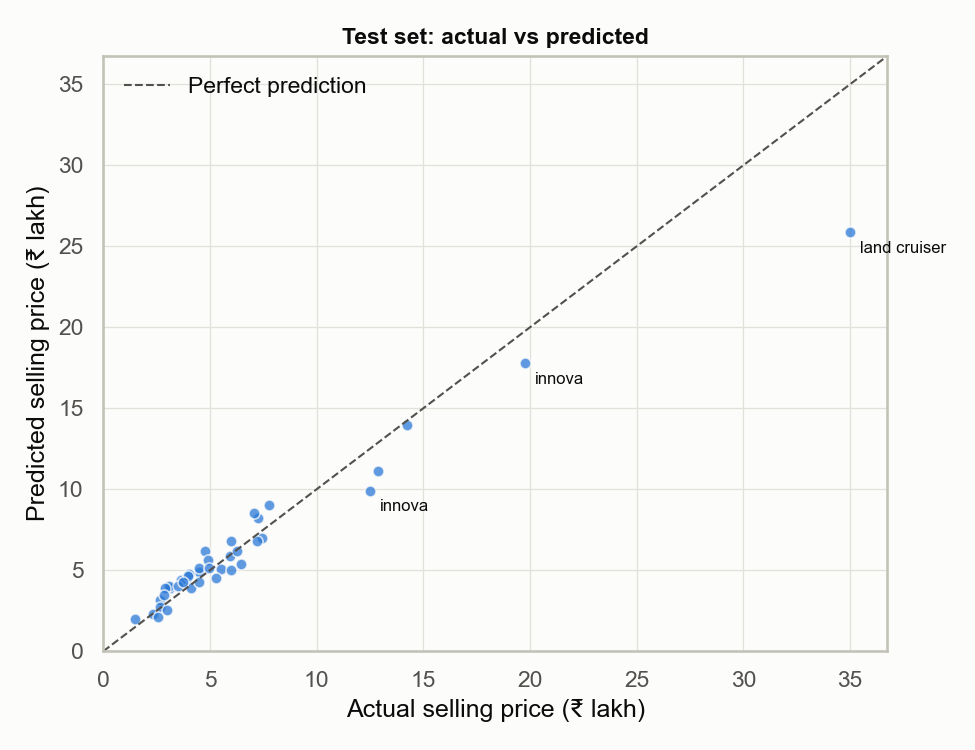 Test set: actual vs predicted
Perfect prediction
Predicted selling price (₹ lakh)
35
30
25
20
15
10
5
0
land cruiser
innova
innova
0 5 10 15 20 25 30 35
Actual selling price (₹ lakh)